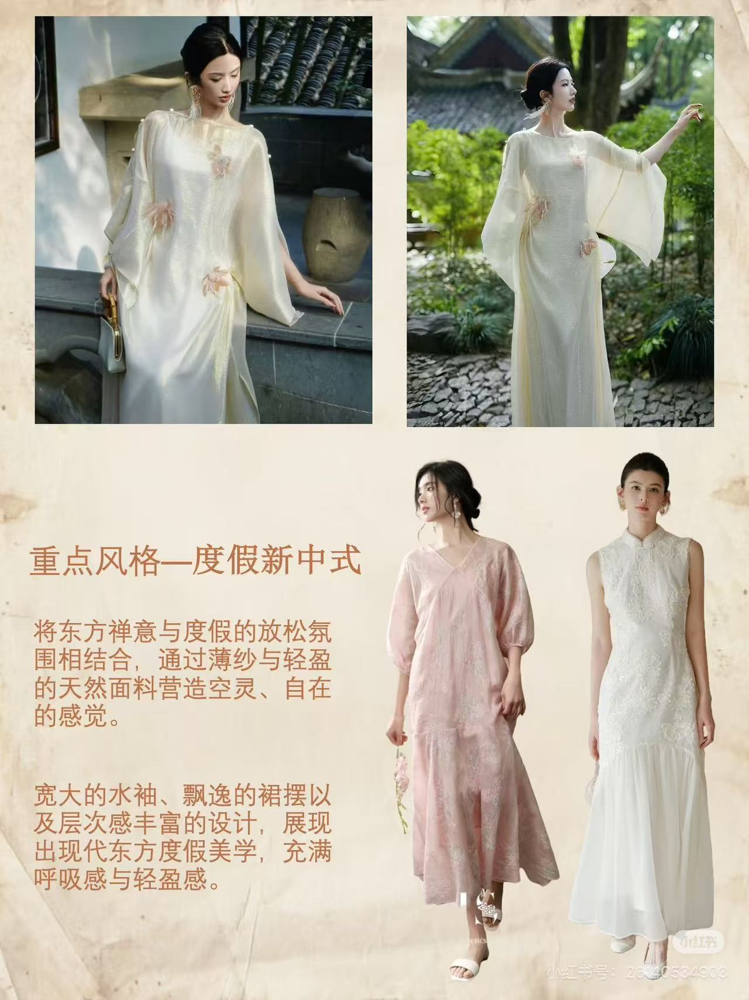 重点风格—度假新中式
将东方禅意与度假的放松氛
围相结合，通过薄纱与轻盈
的天然面料营造空灵、自在
的感觉。
宽大的水袖、飘逸的裙摆以
及层次感丰富的设计，展现
出现代东方度假美学，充满
呼吸感与轻盈感。
小红书
小红书号：